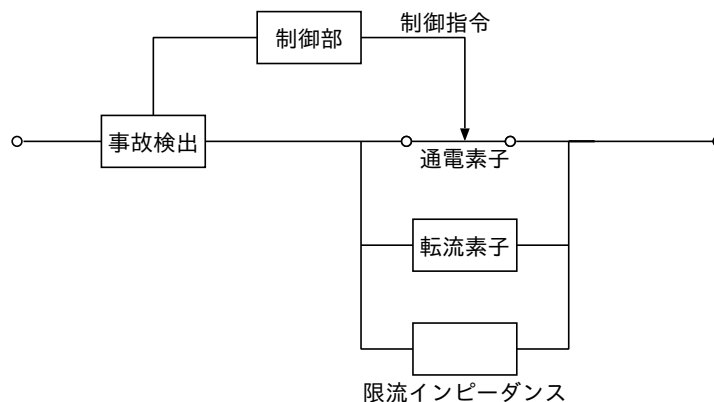 制御部
制御指令
事故検出
通電素子
転流素子
限流インピーダンス